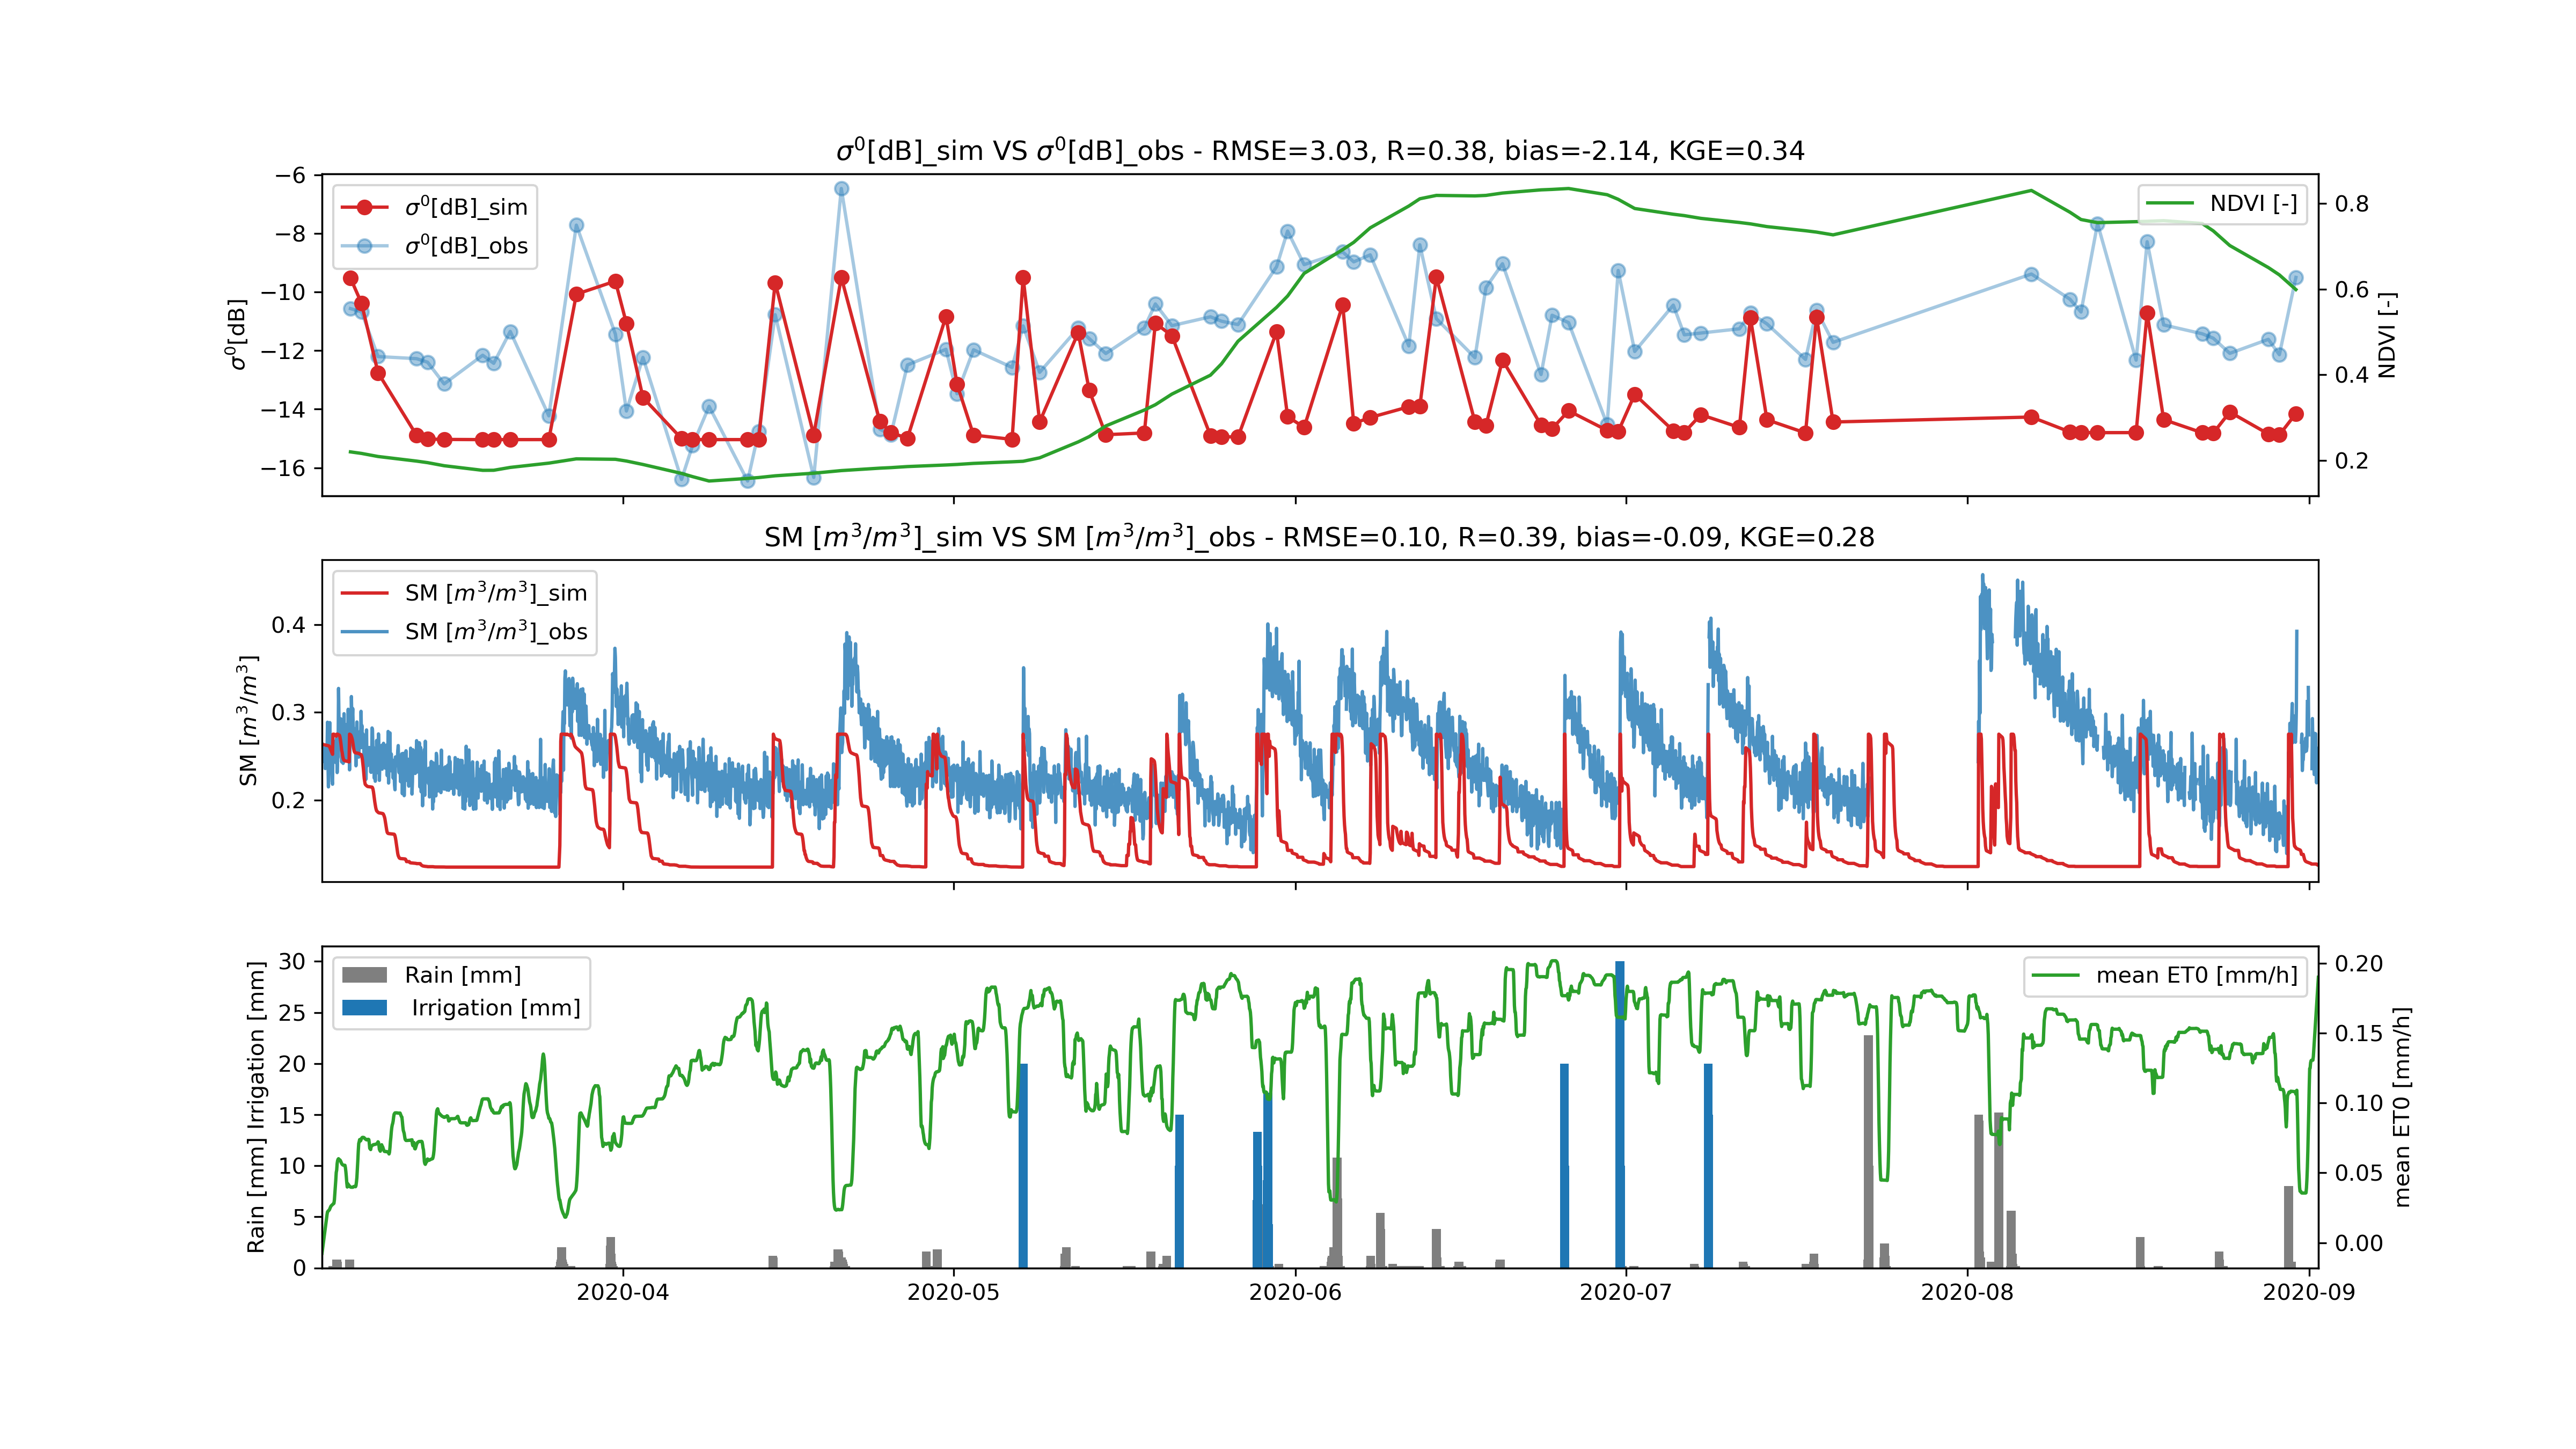 σ⁰[dB]_sim VS σ⁰[dB]_obs - RMSE=3.03, R=0.38, bias=-2.14, KGE=0.34
σ⁰[dB]_sim
σ⁰[dB]_obs
NDVI [-]
−6
−8
−10
−12
−14
−16
σ⁰[dB]
0.8
0.6
0.4
0.2
NDVI [-]
SM [m³/m³]_sim VS SM [m³/m³]_obs - RMSE=0.10, R=0.39, bias=-0.09, KGE=0.28
SM [m³/m³]_sim
SM [m³/m³]_obs
0.4
0.3
0.2
SM [m³/m³]
Rain [mm]
Irrigation [mm]
mean ET0 [mm/h]
30
25
20
15
10
5
0
Rain [mm] Irrigation [mm]
0.20
0.15
0.10
0.05
0.00
mean ET0 [mm/h]
2020-04 2020-05 2020-06 2020-07 2020-08 2020-09